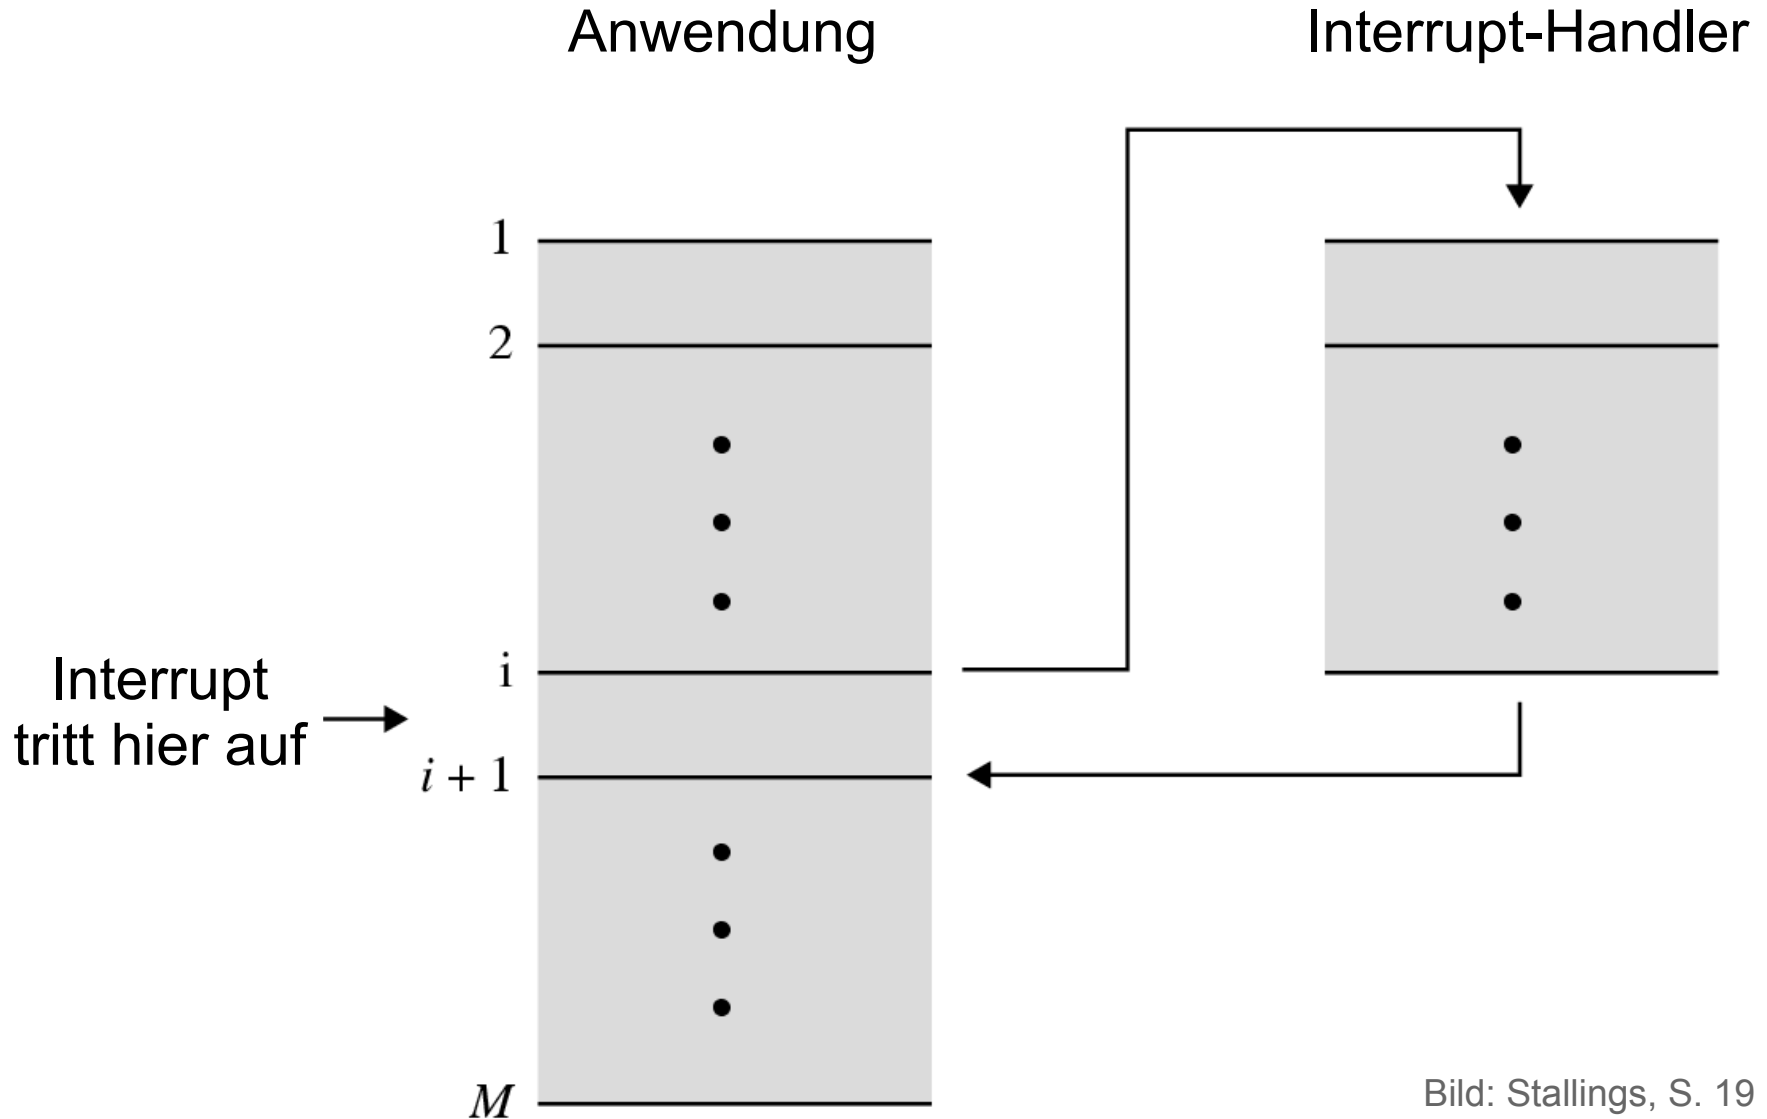 Anwendung
Interrupt-Handler
1
2
i
Interrupt
tritt hier auf
i + 1
M
Bild: Stallings, S. 19